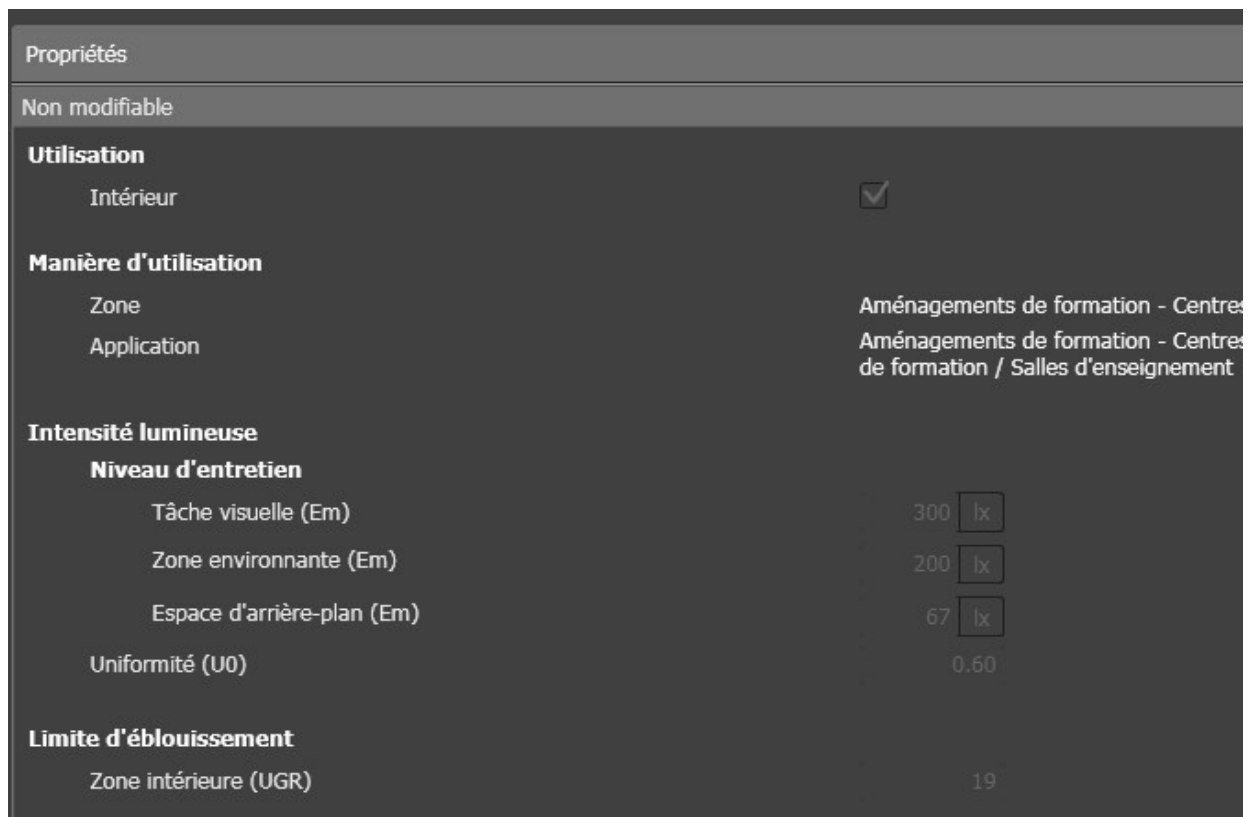 Propriétés
Non modifiable
Utilisation
Intérieur
Manière d'utilisation
Zone
Aménagements de formation - Centres
Application
Aménagements de formation - Centres
de formation / Salles d'enseignement
Intensité lumineuse
Niveau d'entretien
Tâche visuelle (Em) 300 lx
Zone environnante (Em) 200 lx
Espace d'arrière-plan (Em) 67 lx
Uniformité (U0) 0.60
Limite d'éblouissement
Zone intérieure (UGR) 19